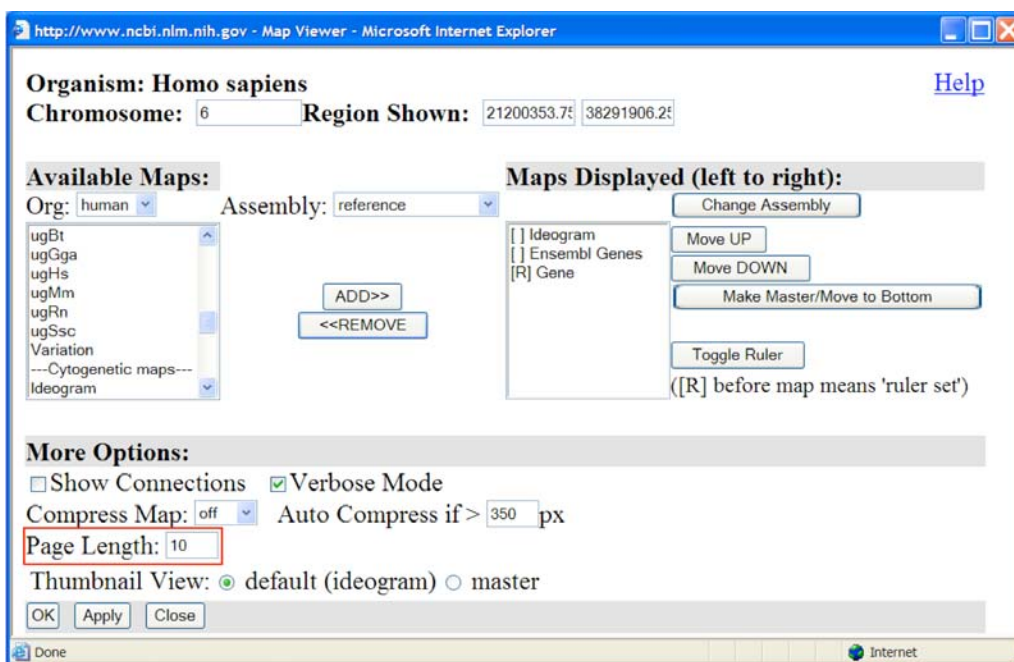 http://www.ncbi.nlm.nih.gov - Map Viewer - Microsoft Internet Explorer
Organism: Homo sapiens Help
Chromosome: 6 Region Shown: 21200353.75 38291906.25
Available Maps: Maps Displayed (left to right):
Org: human Assembly: reference Change Assembly
ugBt [ ] Ideogram Move UP
ugGga [ ] Ensembl Genes
ugHs [R] Gene Move DOWN
ugMm ADD>> Make Master/Move to Bottom
ugRn
ugSsc <<REMOVE
Variation Toggle Ruler
---Cytogenetic maps---
Ideogram ([R] before map means 'ruler set')
More Options:
Show Connections Verbose Mode
Compress Map: off Auto Compress if > 350 px
Page Length: 10
Thumbnail View: default (ideogram) master
OK Apply Close
Done Internet